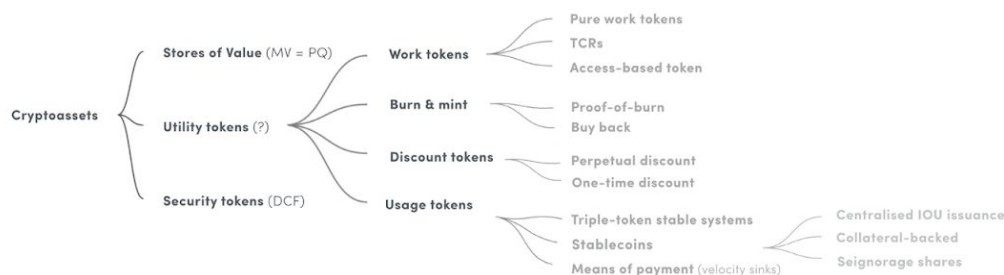 Cryptoassets
Stores of Value (MV = PQ)
Utility tokens (?)
Security tokens (DCF)
Work tokens
Burn & mint
Discount tokens
Usage tokens
Pure work tokens
TCRs
Access-based token
Proof-of-burn
Buy back
Perpetual discount
One-time discount
Triple-token stable systems
Stablecoins
Means of payment (velocity sinks)
Centralised IOU issuance
Collateral-backed
Seignorage shares